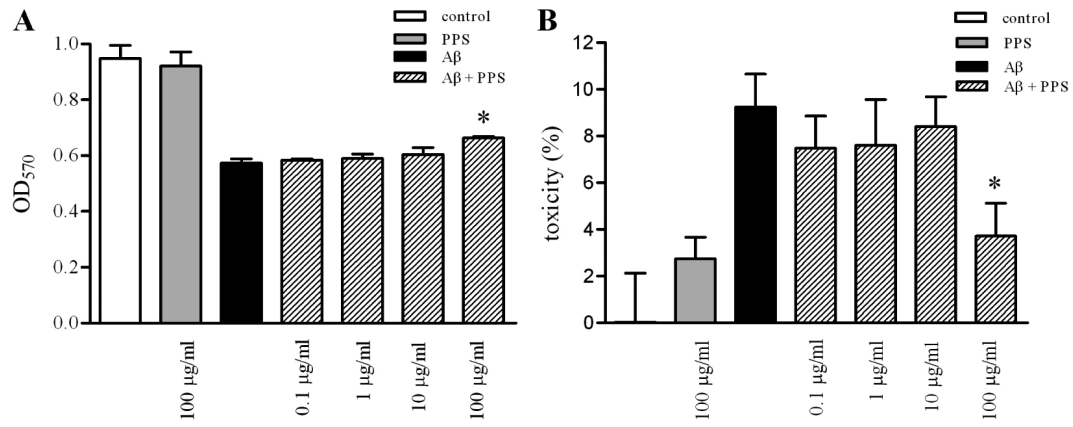 A
control
PPS
Aβ
Aβ + PPS
OD570
1.0
0.8
0.6
0.4
0.2
0.0
*
100 µg/ml
0.1 µg/ml
1 µg/ml
10 µg/ml
100 µg/ml
B
control
PPS
Aβ
Aβ + PPS
toxicity (%)
12
10
8
6
4
2
0
*
100 µg/ml
0.1 µg/ml
1 µg/ml
10 µg/ml
100 µg/ml